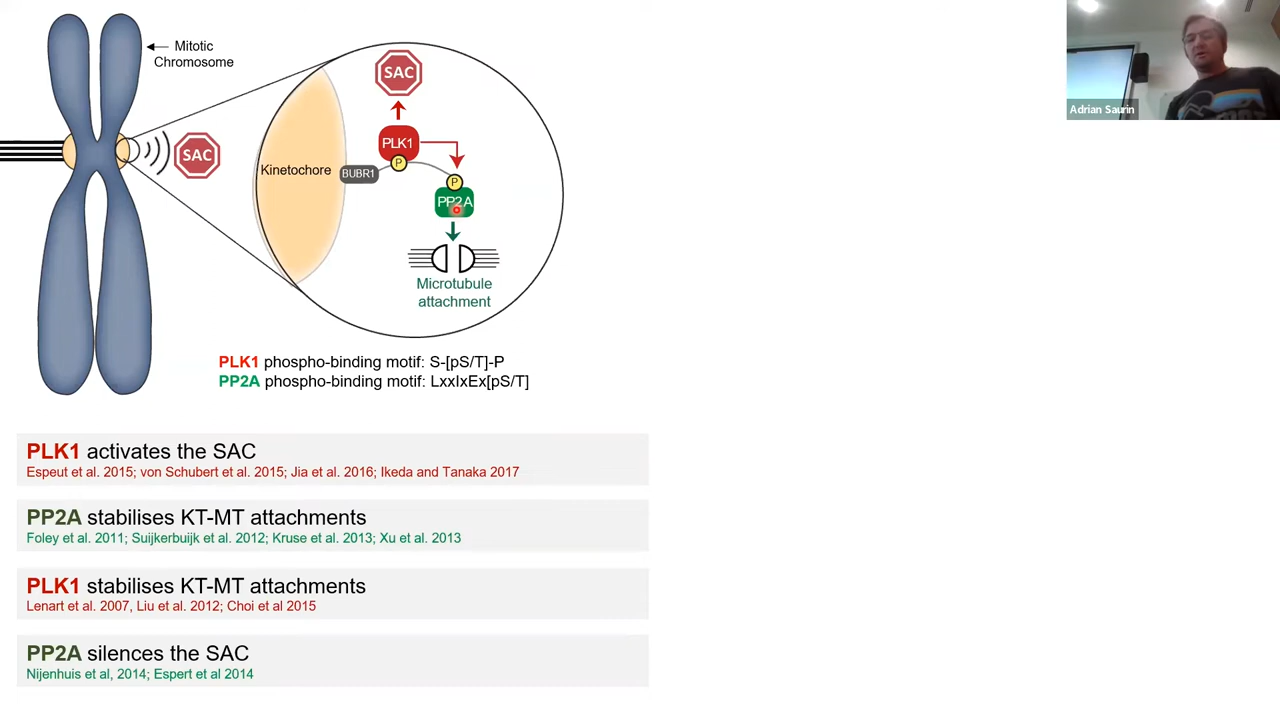 Mitotic
Chromosome
SAC
SAC
PLK1
P
Kinetochore
BUBR1
P
PP2A
Microtubule
attachment
PLK1 phospho-binding motif: S-[pS/T]-P
PP2A phospho-binding motif: LxxIxEx[pS/T]
PLK1 activates the SAC
Espeut et al. 2015; von Schubert et al. 2015; Jia et al. 2016; Ikeda and Tanaka 2017
PP2A stabilises KT-MT attachments
Foley et al. 2011; Suijkerbuijk et al. 2012; Kruse et al. 2013; Xu et al. 2013
PLK1 stabilises KT-MT attachments
Lenart et al. 2007, Liu et al. 2012; Choi et al 2015
PP2A silences the SAC
Nijenhuis et al, 2014; Espert et al 2014
Adrian Saurin